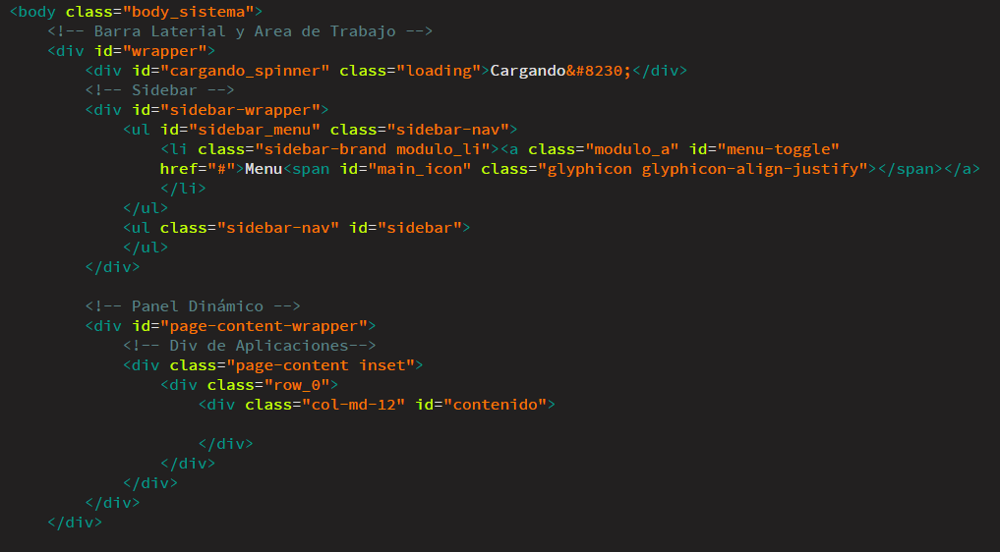 <body class="body_sistema">
<!-- Barra Laterial y Area de Trabajo -->
<div id="wrapper">
<div id="cargando_spinner" class="loading">Cargando&#8230;</div>
<!-- Sidebar -->
<div id="sidebar-wrapper">
<ul id="sidebar_menu" class="sidebar-nav">
<li class="sidebar-brand modulo_li"><a class="modulo_a" id="menu-toggle"
href="#">Menu<span id="main_icon" class="glyphicon glyphicon-align-justify"></span></a>
</li>
</ul>
<ul class="sidebar-nav" id="sidebar">
</ul>
</div>
<!-- Panel Dinámico -->
<div id="page-content-wrapper">
<!-- Div de Aplicaciones-->
<div class="page-content inset">
<div class="row_0">
<div class="col-md-12" id="contenido">
</div>
</div>
</div>
</div>
</div>